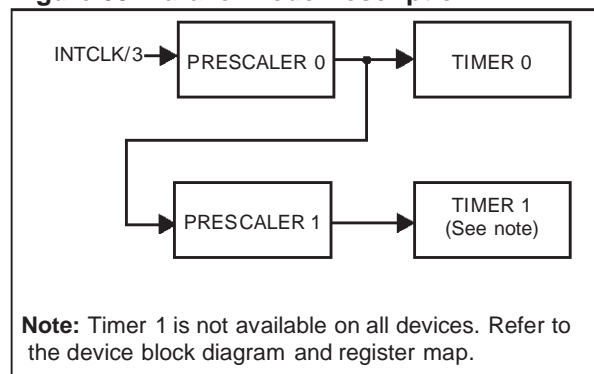 INTCLK/3
PRESCALER 0
TIMER 0
PRESCALER 1
TIMER 1
(See note)
Note: Timer 1 is not available on all devices. Refer to
the device block diagram and register map.